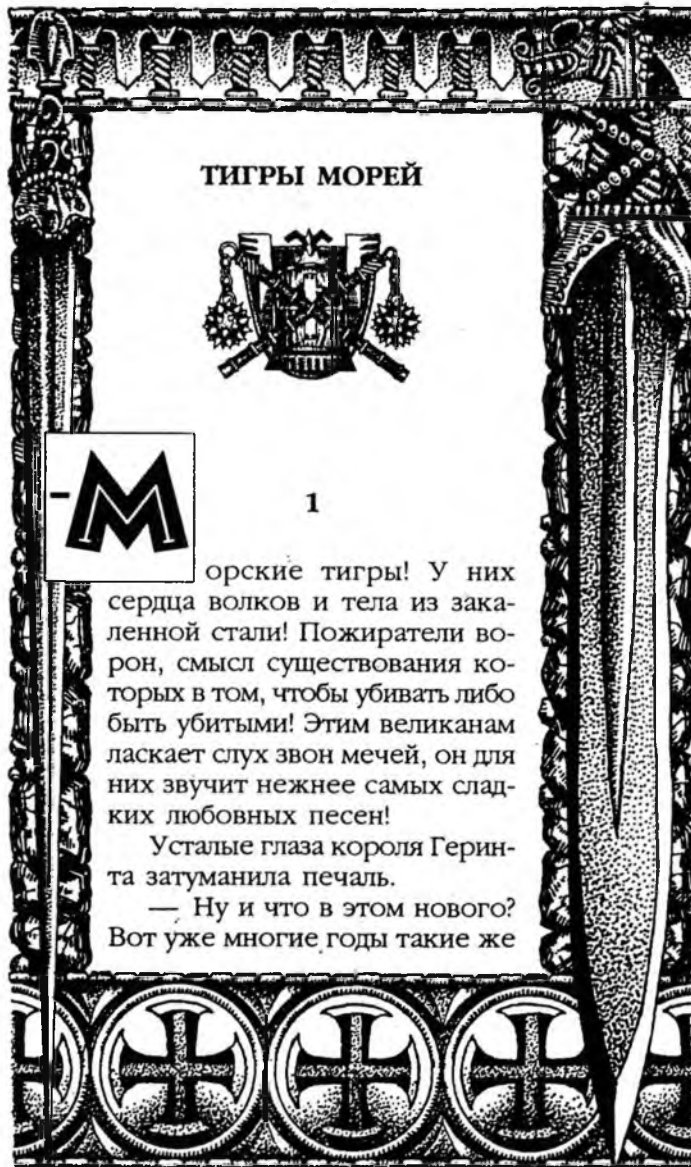 ТИГРЫ МОРЕЙ
1
-Морские тигры! У них
сердца волков и тела из зака-
ленной стали! Пожиратели во-
рон, смысл существования ко-
торых в том, чтобы убивать либо
быть убитыми! Этим великанам
ласкает слух звон мечей, он для
них звучит нежнее самых слад-
ких любовных песен!
Усталые глаза короля Герин-
та затуманила печаль.
— Ну и что в этом нового?
Вот уже многие годы такие же